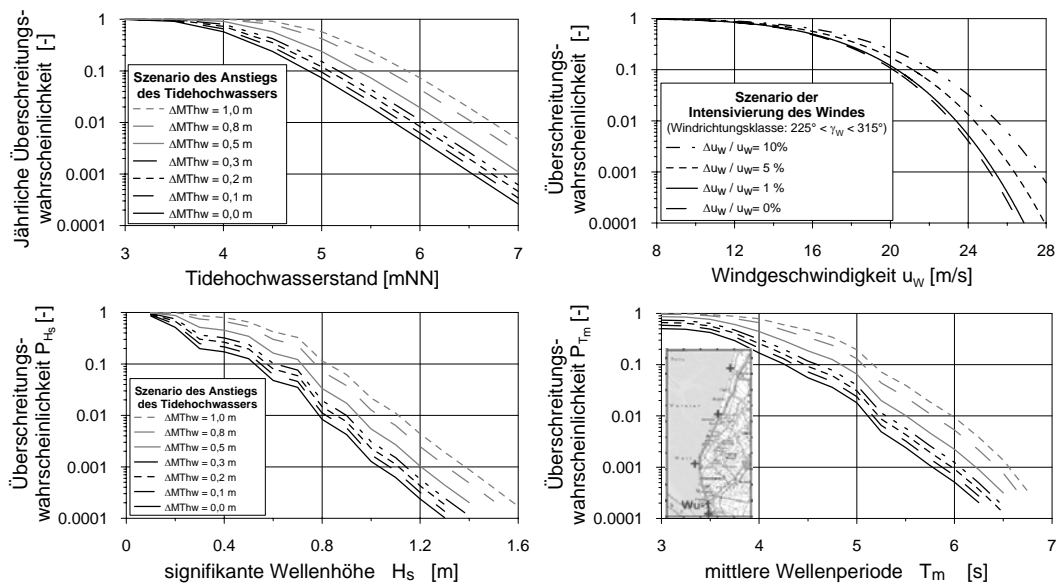 Jährliche Überschreitungs-
wahrscheinlichkeit [-]
1
0.1
0.01
0.001
0.0001
Szenario des Anstiegs
des Tidehochwassers
ΔMThw = 1,0 m
ΔMThw = 0,8 m
ΔMThw = 0,5 m
ΔMThw = 0,3 m
ΔMThw = 0,2 m
ΔMThw = 0,1 m
ΔMThw = 0,0 m
3 4 5 6 7
Tidehochwasserstand [mNN]
Überschreitungs-
wahrscheinlichkeit [-]
1
0.1
0.01
0.001
0.0001
Szenario der
Intensivierung des Windes
(Windrichtungsklasse: 225° < γW < 315°)
ΔuW / uW= 10%
ΔuW / uW= 5 %
ΔuW / uW= 1 %
ΔuW / uW= 0%
8 12 16 20 24 28
Windgeschwindigkeit uW [m/s]
Überschreitungs-
wahrscheinlichkeit PHs [-]
1
0.1
0.01
0.001
0.0001
Szenario des Anstiegs
des Tidehochwassers
ΔMThw = 1,0 m
ΔMThw = 0,8 m
ΔMThw = 0,5 m
ΔMThw = 0,3 m
ΔMThw = 0,2 m
ΔMThw = 0,1 m
ΔMThw = 0,0 m
0 0.4 0.8 1.2 1.6
signifikante Wellenhöhe Hs [m]
Überschreitungs-
wahrscheinlichkeit PTm [-]
1
0.1
0.01
0.001
0.0001
Wu
3 4 5 6 7
mittlere Wellenperiode Tm [s]